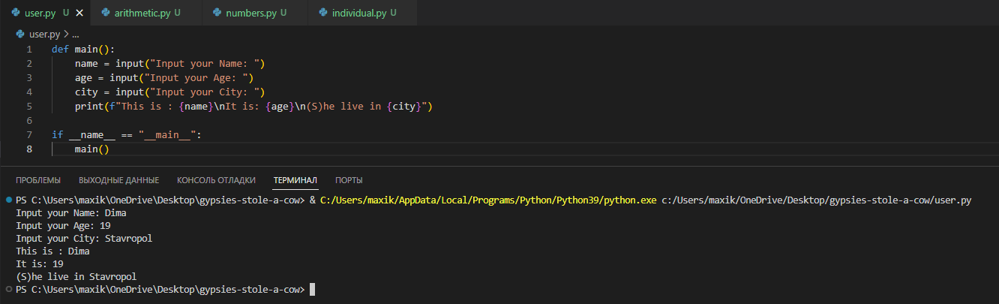 user.py U × arithmetic.py U numbers.py U individual.py U
user.py > ...
1 def main():
2     name = input("Input your Name: ")
3     age = input("Input your Age: ")
4     city = input("Input your City: ")
5     print(f"This is : {name}\nIt is: {age}\n(S)he live in {city}")
6
7 if __name__ == "__main__":
8     main()
ПРОБЛЕМЫ ВЫХОДНЫЕ ДАННЫЕ КОНСОЛЬ ОТЛАДКИ ТЕРМИНАЛ ПОРТЫ
PS C:\Users\maxik\OneDrive\Desktop\gypsies-stole-a-cow> & C:/Users/maxik/AppData/Local/Programs/Python/Python39/python.exe c:/Users/maxik/OneDrive/Desktop/gypsies-stole-a-cow/user.py
Input your Name: Dima
Input your Age: 19
Input your City: Stavropol
This is : Dima
It is: 19
(S)he live in Stavropol
PS C:\Users\maxik\OneDrive\Desktop\gypsies-stole-a-cow>